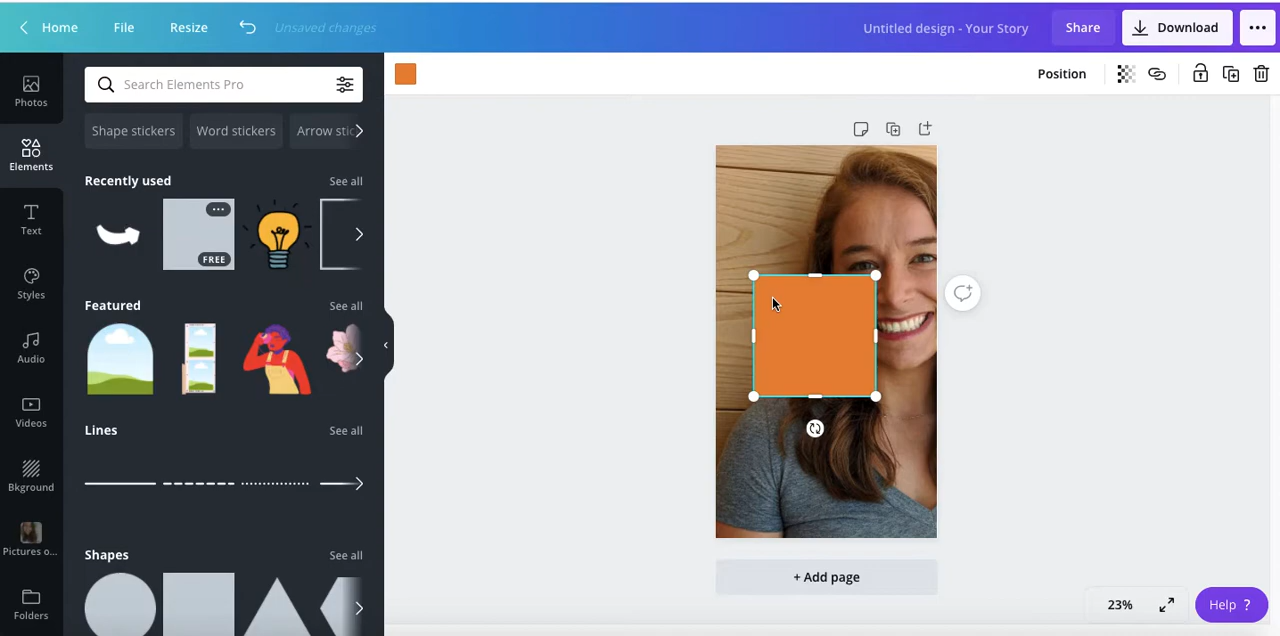 Home File Resize Unsaved changes Untitled design - Your Story Share Download
Search Elements Pro
Position
Photos
Shape stickers Word stickers Arrow stic
Elements
Recently used See all
FREE
Text
Styles
Featured See all
Audio
Videos
Lines See all
Bkground
Pictures o...
Shapes See all
+ Add page
Folders
23% Help ?